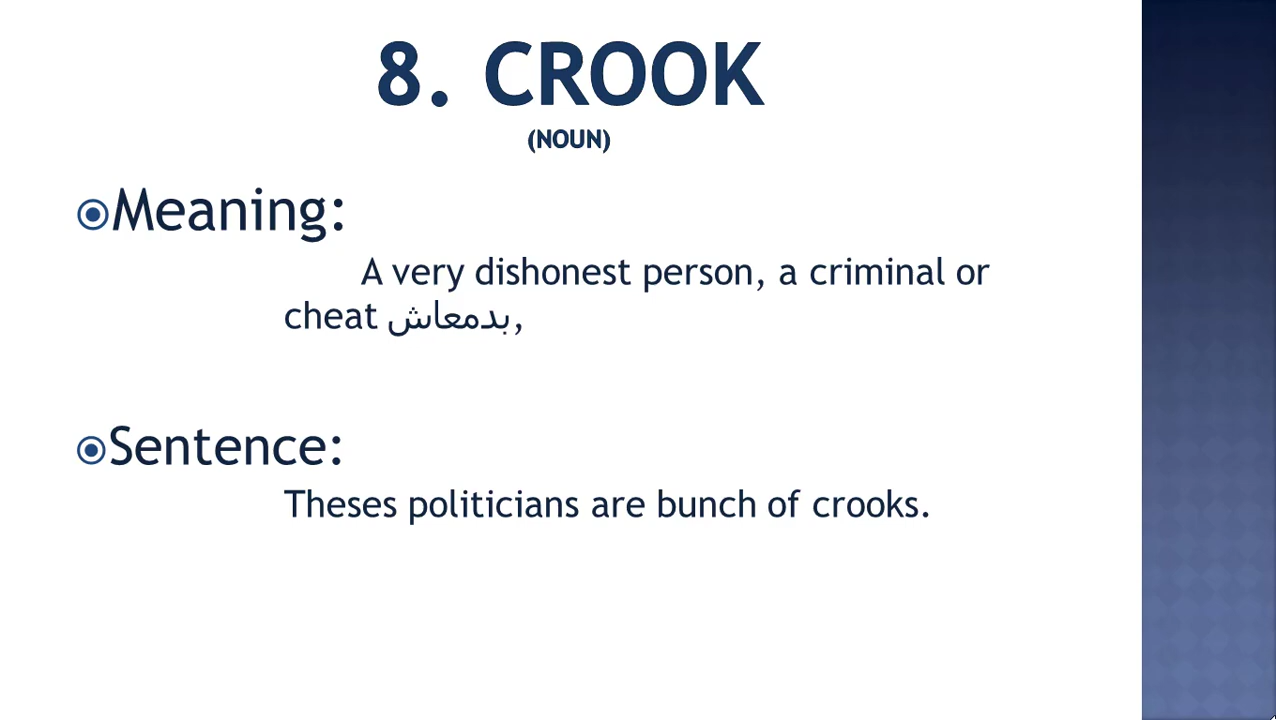 8. CROOK
(NOUN)
Meaning:
A very dishonest person, a criminal or
cheat بدمعاش,
Sentence:
Theses politicians are bunch of crooks.